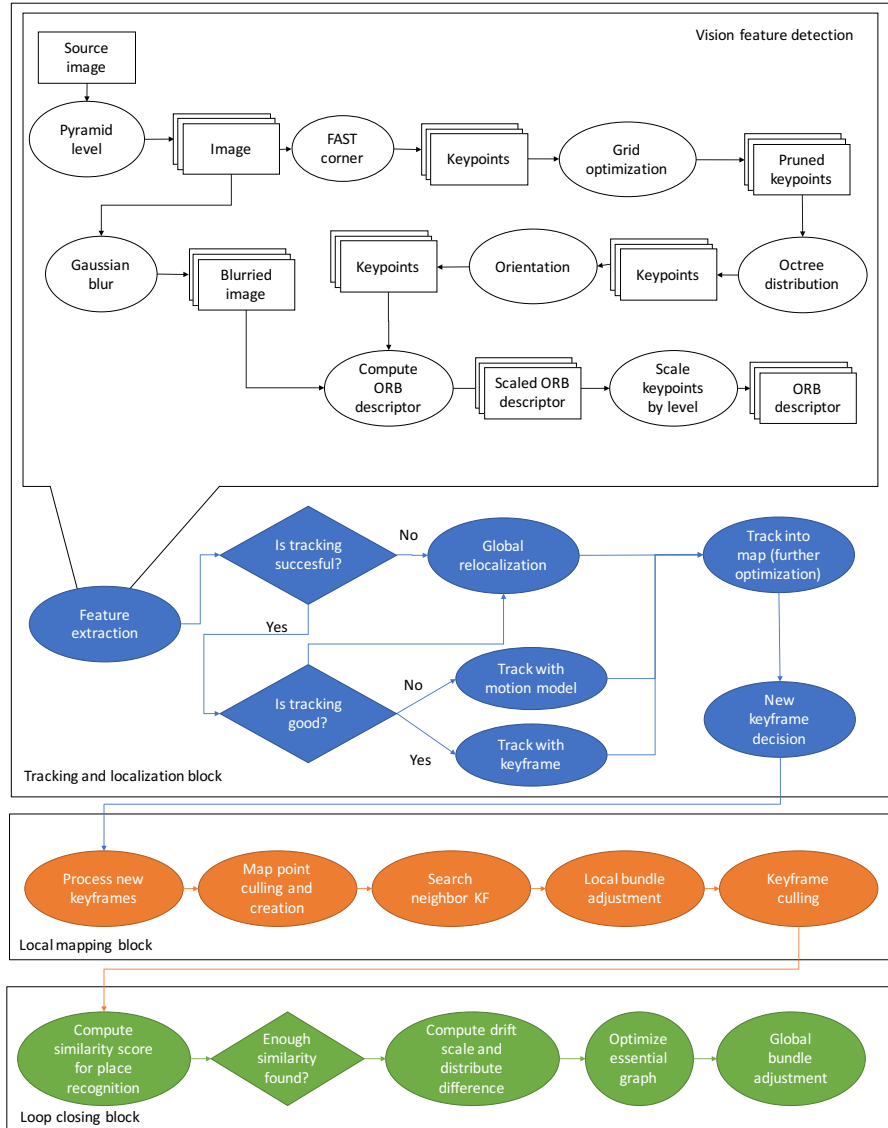 Vision feature detection
Source
image
Pyramid
level
Image
FAST
corner
Keypoints
Grid
optimization
Pruned
keypoints
Gaussian
blur
Blurried
image
Keypoints
Orientation
Keypoints
Octree
distribution
Compute
ORB
descriptor
Scaled ORB
descriptor
Scale
keypoints
by level
ORB
descriptor
Feature
extraction
Is tracking
succesful?
No
Yes
Global
relocalization
Track into
map (further
optimization)
Is tracking
good?
No
Yes
Track with
motion model
Track with
keyframe
New
keyframe
decision
Tracking and localization block
Process new
keyframes
Map point
culling and
creation
Search
neighbor KF
Local bundle
adjustment
Keyframe
culling
Local mapping block
Compute
similarity score
for place
recognition
Enough
similarity
found?
Compute drift
scale and
distribute
difference
Optimize
essential
graph
Global
bundle
adjustment
Loop closing block